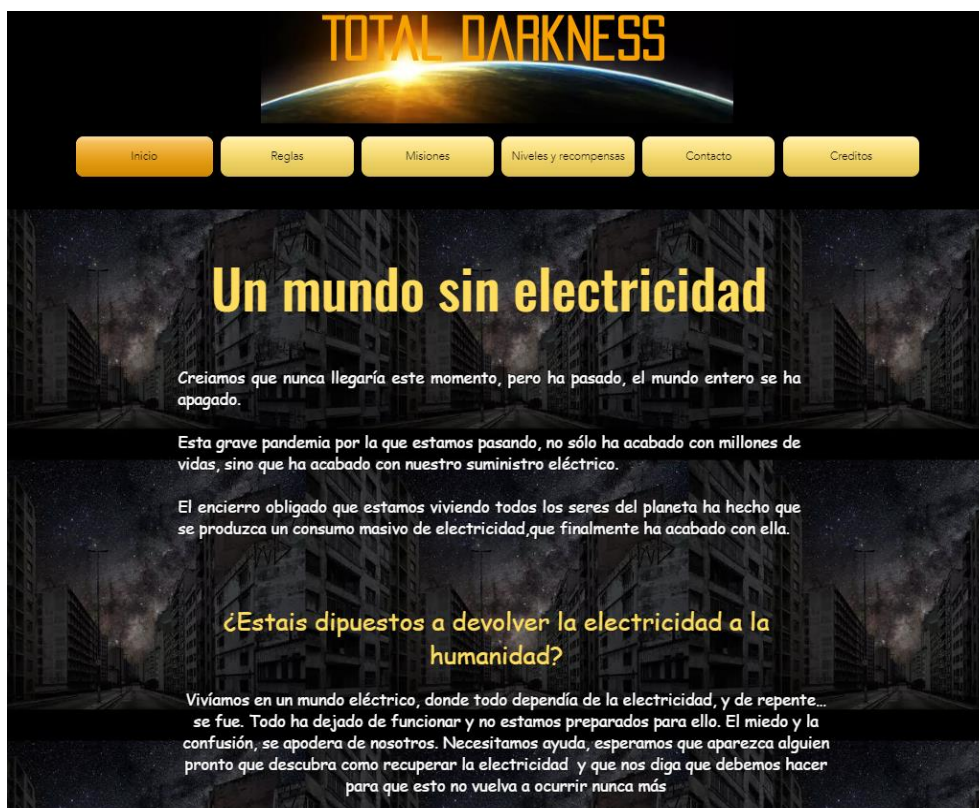 TOTAL DARKNESS
Inicio
Reglas
Misiones
Niveles y recompensas
Contacto
Creditos
Un mundo sin electricidad
Creiamos que nunca llegaría este momento, pero ha pasado, el mundo entero se ha
apagado.
Esta grave pandemia por la que estamos pasando, no sólo ha acabado con millones de
vidas, sino que ha acabado con nuestro suministro eléctrico.
El encierro obligado que estamos viviendo todos los seres del planeta ha hecho que
se produzca un consumo masivo de electricidad,que finalmente ha acabado con ella.
¿Estais dipuestos a devolver la electricidad a la
humanidad?
Vivíamos en un mundo eléctrico, donde todo dependía de la electricidad, y de repente...
se fue. Todo ha dejado de funcionar y no estamos preparados para ello. El miedo y la
confusión, se apodera de nosotros. Necesitamos ayuda, esperamos que aparezca alguien
pronto que descubra como recuperar la electricidad  y que nos diga que debemos hacer
para que esto no vuelva a ocurrir nunca más